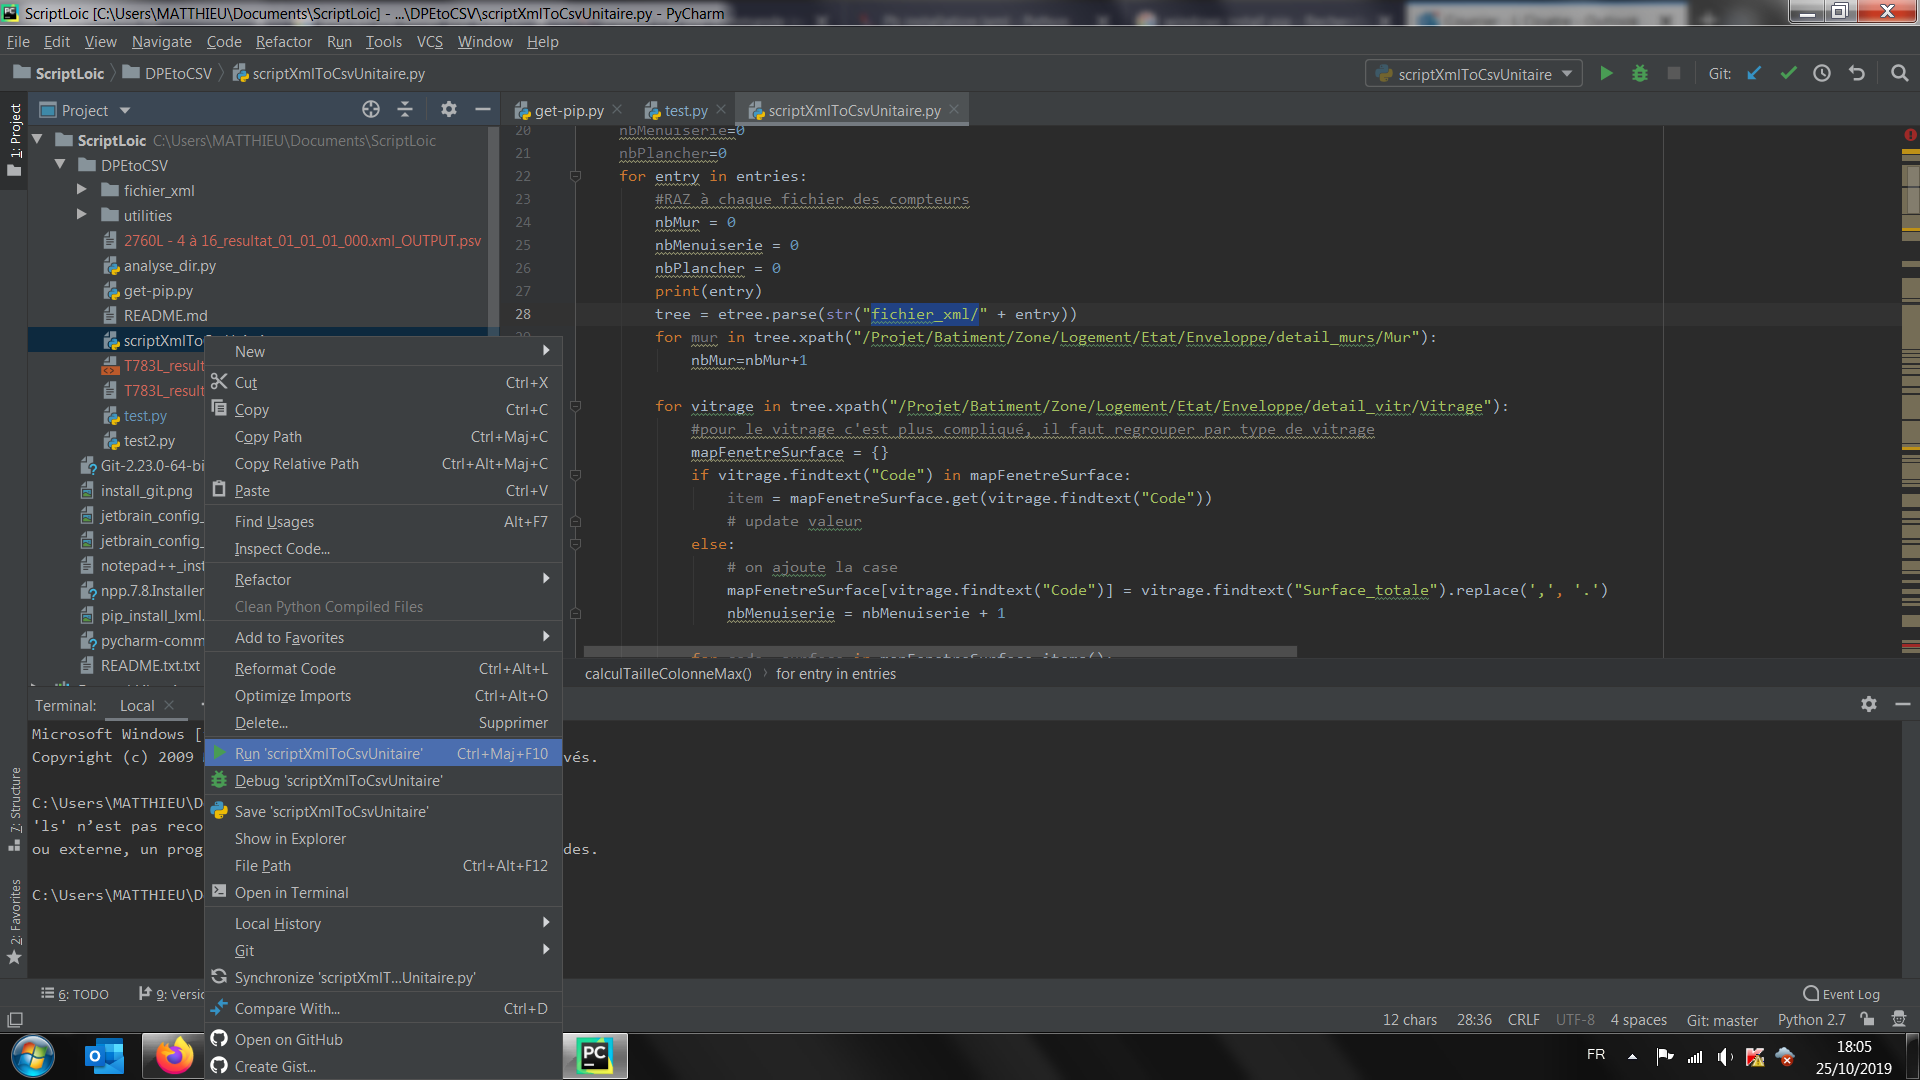 ScriptLoic [C:\Users\MATTHIEU\Documents\ScriptLoic] - ...\DPEtoCSV\scriptXmlToCsvUnitaire.py - PyCharm
File Edit View Navigate Code Refactor Run Tools VCS Window Help
ScriptLoic DPEtoCSV scriptXmlToCsvUnitaire.py
scriptXmlToCsvUnitaire Git:
1: Project
Project
get-pip.py test.py scriptXmlToCsvUnitaire.py
ScriptLoic C:\Users\MATTHIEU\Documents\ScriptLoic
DPEtoCSV
fichier_xml
utilities
2760L - 4 à 16_resultat_01_01_01_000.xml_OUTPUT.psv
analyse_dir.py
get-pip.py
README.md
scriptXmlToCsvUnitaire
T783L_result
T783L_result
test.py
test2.py
Git-2.23.0-64-bi
install_git.png
jetbrain_config_
jetbrain_config_
notepad++_inst
npp.7.8.Installer
pip_install_lxml.
pycharm-comm
README.txt.txt
20 nbMenuiserie=0
21 nbPlancher=0
22 for entry in entries:
23 #RAZ à chaque fichier des compteurs
24 nbMur = 0
25 nbMenuiserie = 0
26 nbPlancher = 0
27 print(entry)
28 tree = etree.parse(str("fichier_xml/" + entry))
for mur in tree.xpath("/Projet/Batiment/Zone/Logement/Etat/Enveloppe/detail_murs/Mur"):
nbMur=nbMur+1
for vitrage in tree.xpath("/Projet/Batiment/Zone/Logement/Etat/Enveloppe/detail_vitr/Vitrage"):
#pour le vitrage c'est plus compliqué, il faut regrouper par type de vitrage
mapFenetreSurface = {}
if vitrage.findtext("Code") in mapFenetreSurface:
item = mapFenetreSurface.get(vitrage.findtext("Code"))
# update valeur
else:
# on ajoute la case
mapFenetreSurface[vitrage.findtext("Code")] = vitrage.findtext("Surface_totale").replace(',', '.')
nbMenuiserie = nbMenuiserie + 1
for code, surface in mapFenetreSurface.items():
calculTailleColonneMax() for entry in entries
New
Cut Ctrl+X
Copy Ctrl+C
Copy Path Ctrl+Maj+C
Copy Relative Path Ctrl+Alt+Maj+C
Paste Ctrl+V
Find Usages Alt+F7
Inspect Code...
Refactor
Clean Python Compiled Files
Add to Favorites
Reformat Code Ctrl+Alt+L
Optimize Imports Ctrl+Alt+O
Delete... Supprimer
Run 'scriptXmlToCsvUnitaire' Ctrl+Maj+F10
Debug 'scriptXmlToCsvUnitaire'
Save 'scriptXmlToCsvUnitaire'
Show in Explorer
File Path Ctrl+Alt+F12
Open in Terminal
Local History
Git
Synchronize 'scriptXmlT...Unitaire.py'
Compare With... Ctrl+D
Open on GitHub
Create Gist...
Terminal: Local
Microsoft Windows [
Copyright (c) 2009 vés.
C:\Users\MATTHIEU\D
'ls' n’est pas reco
ou externe, un prog des.
C:\Users\MATTHIEU\D
7: Structure
2: Favorites
6: TODO 9: Versio
Event Log
12 chars 28:36 CRLF UTF-8 4 spaces Git: master Python 2.7
FR
18:05
25/10/2019